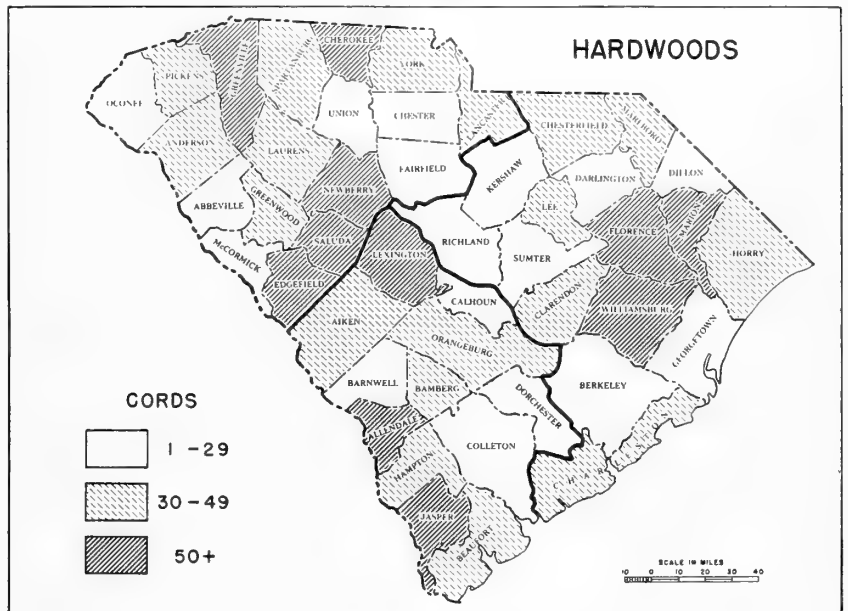 HARDWOODS
CHEROKEE
YORK
GREENVILLE
SPARTANBURG
PICKENS
OCONEE
UNION
CHESTER
LANCASTER
CHESTERFIELD
MARLBORO
ANDERSON
LAURENS
FAIRFIELD
KERSHAW
DARLINGTON
DILLON
NEWBERRY
LEE
ABBEVILLE
GREENWOOD
MARION
FLORENCE
SALUDA
RICHLAND
McCORMICK
LEXINGTON
SUMTER
HORRY
EDGEFIELD
CALHOUN
CLARENDON
WILLIAMSBURG
AIKEN
ORANGEBURG
GEORGETOWN
BARNWELL
BAMBERG
BERKELEY
DORCHESTER
ALLENDALE
COLLETON
HAMPTON
CHARLESTON
JASPER
BEAUFORT
CORDS
1 - 29
30 - 49
50+
SCALE IN MILES
10 0 10 20 30 40